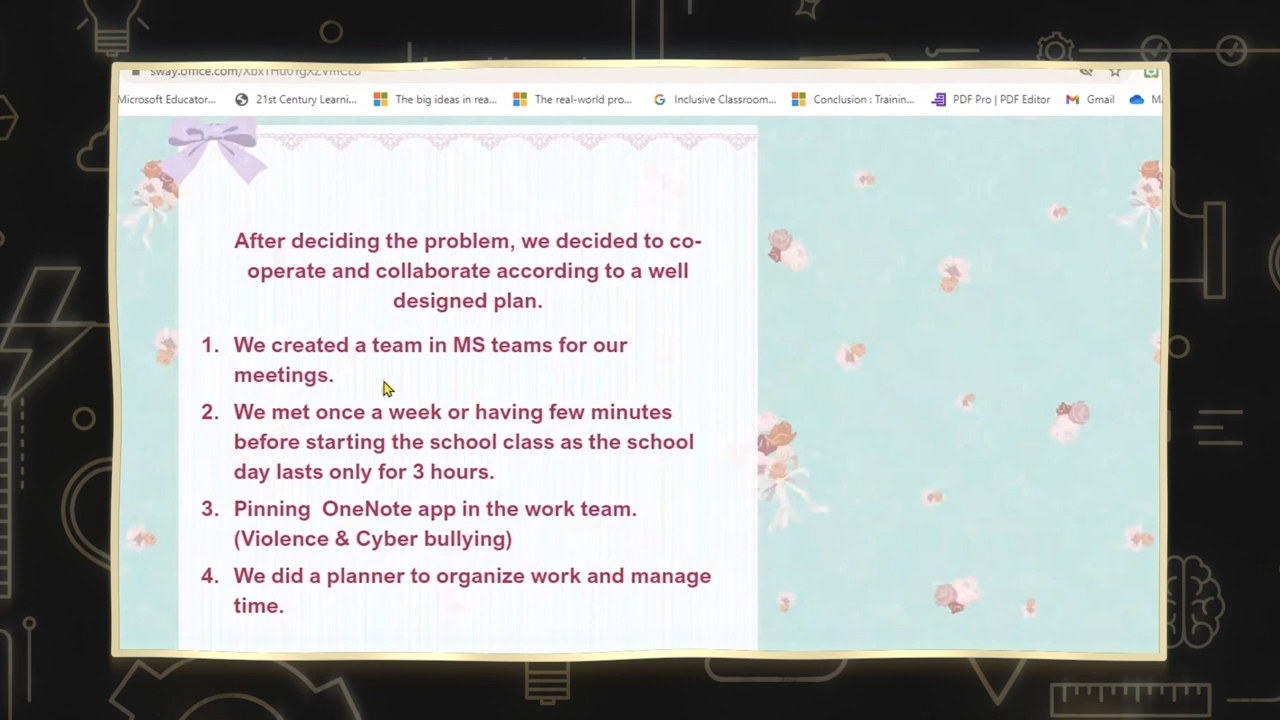 Microsoft Educator... 21st Century Learni... The big ideas in rea... The real-world pro... Inclusive Classroom... Conclusion : Trainin... PDF Pro | PDF Editor Gmail
After deciding the problem, we decided to co-
operate and collaborate according to a well
designed plan.
1. We created a team in MS teams for our
meetings.
2. We met once a week or having few minutes
before starting the school class as the school
day lasts only for 3 hours.
3. Pinning OneNote app in the work team.
(Violence & Cyber bullying)
4. We did a planner to organize work and manage
time.